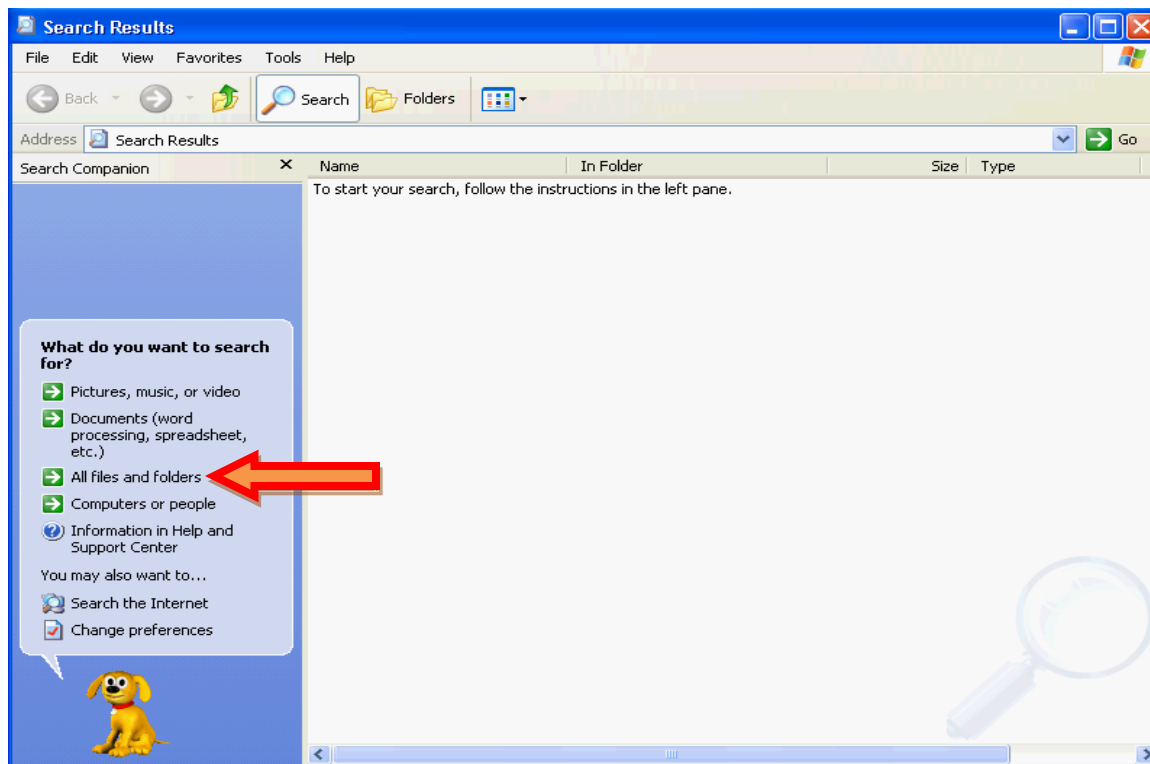 Search Results
File Edit View Favorites Tools Help
Back Search Folders
Address Search Results Go
Search Companion
Name In Folder Size Type
To start your search, follow the instructions in the left pane.
What do you want to search
for?
Pictures, music, or video
Documents (word
processing, spreadsheet,
etc.)
All files and folders
Computers or people
Information in Help and
Support Center
You may also want to...
Search the Internet
Change preferences